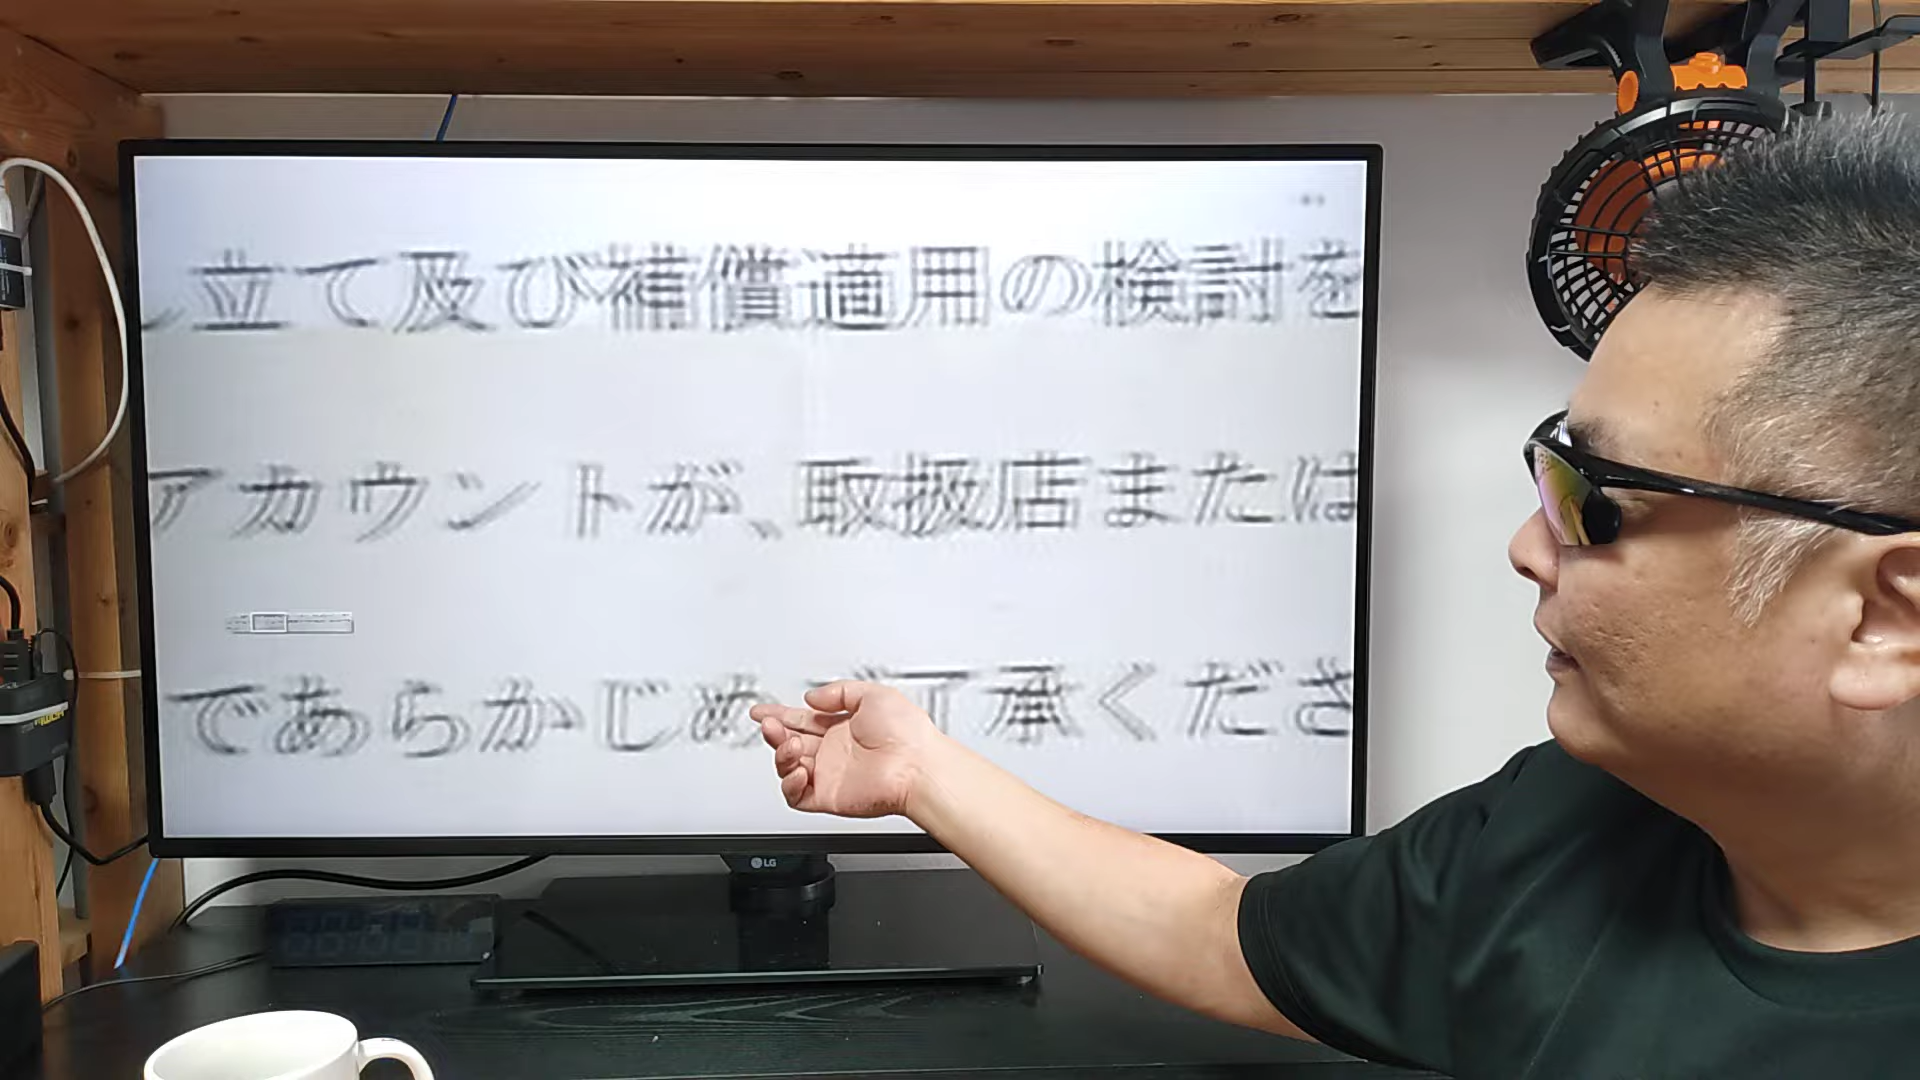 し立て及び補償適用の検討を
アカウントが、取扱店または
であらかじめご了承くださ
LG